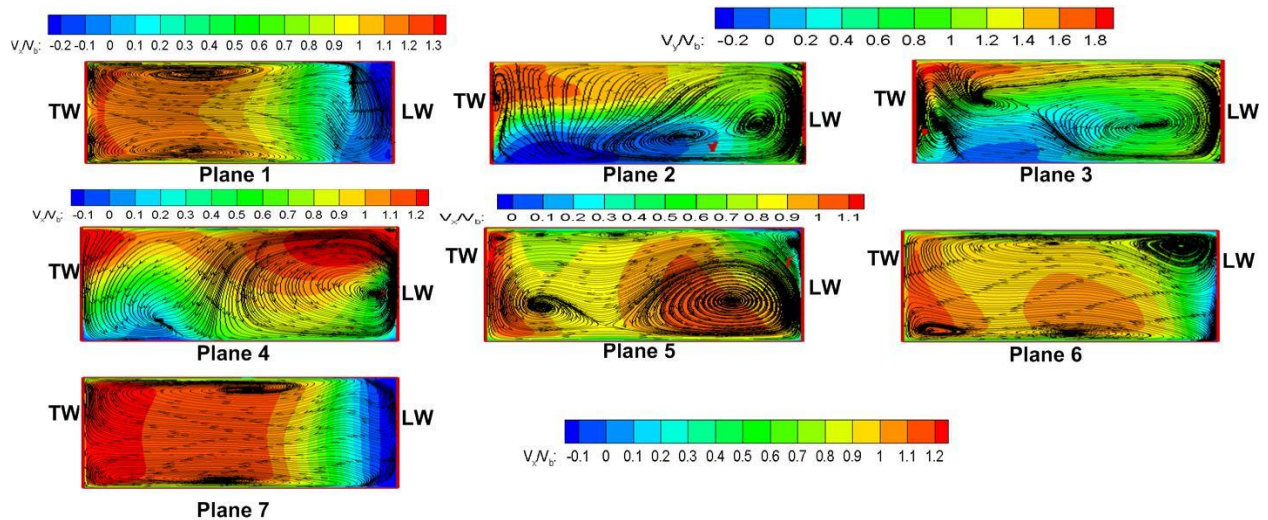 Vx/Vb: -0.2 -0.1 0 0.1 0.2 0.3 0.4 0.5 0.6 0.7 0.8 0.9 1 1.1 1.2 1.3
Vy/Vb: -0.2 0 0.2 0.4 0.6 0.8 1 1.2 1.4 1.6 1.8
TW LW
Plane 1
TW LW
Plane 2
TW LW
Plane 3
Vx/Vb: -0.1 0 0.1 0.2 0.3 0.4 0.5 0.6 0.7 0.8 0.9 1 1.1 1.2
Vx/Vb: 0 0.1 0.2 0.3 0.4 0.5 0.6 0.7 0.8 0.9 1 1.1
TW LW
Plane 4
TW LW
Plane 5
TW LW
Plane 6
TW LW
Plane 7
Vx/Vb: -0.1 0 0.1 0.2 0.3 0.4 0.5 0.6 0.7 0.8 0.9 1 1.1 1.2